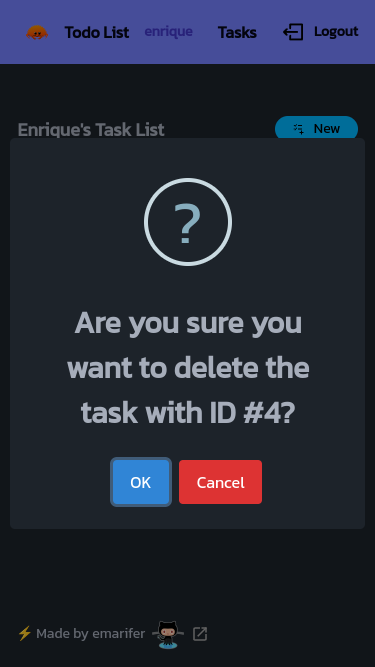 Todo List enrique Tasks Logout
Enrique's Task List New
?
Are you sure you
want to delete the
task with ID #4?
OK Cancel
⚡ Made by emarifer